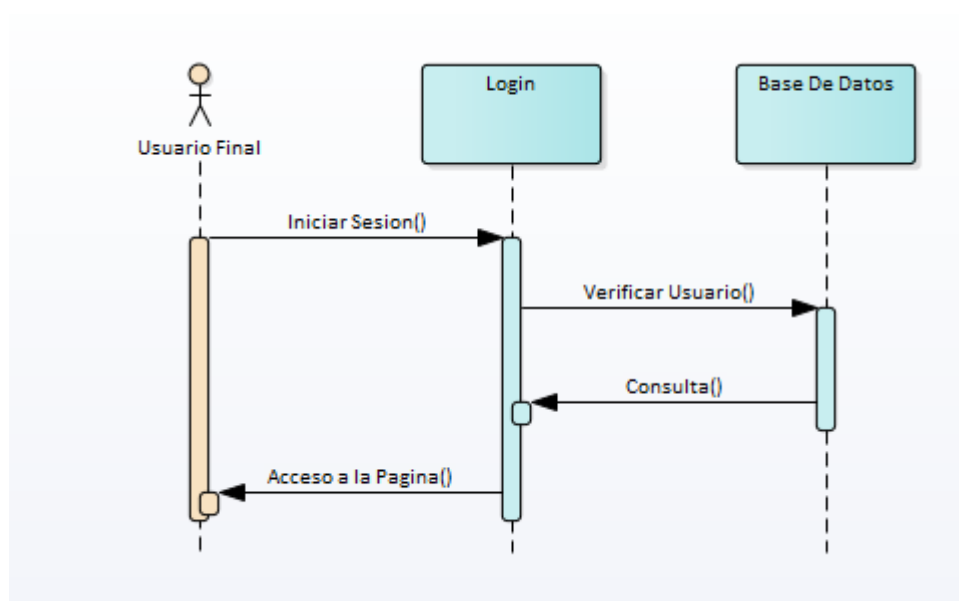 Login
Base De Datos
Usuario Final
Iniciar Sesion()
Verificar Usuario()
Consulta()
Acceso a la Pagina()